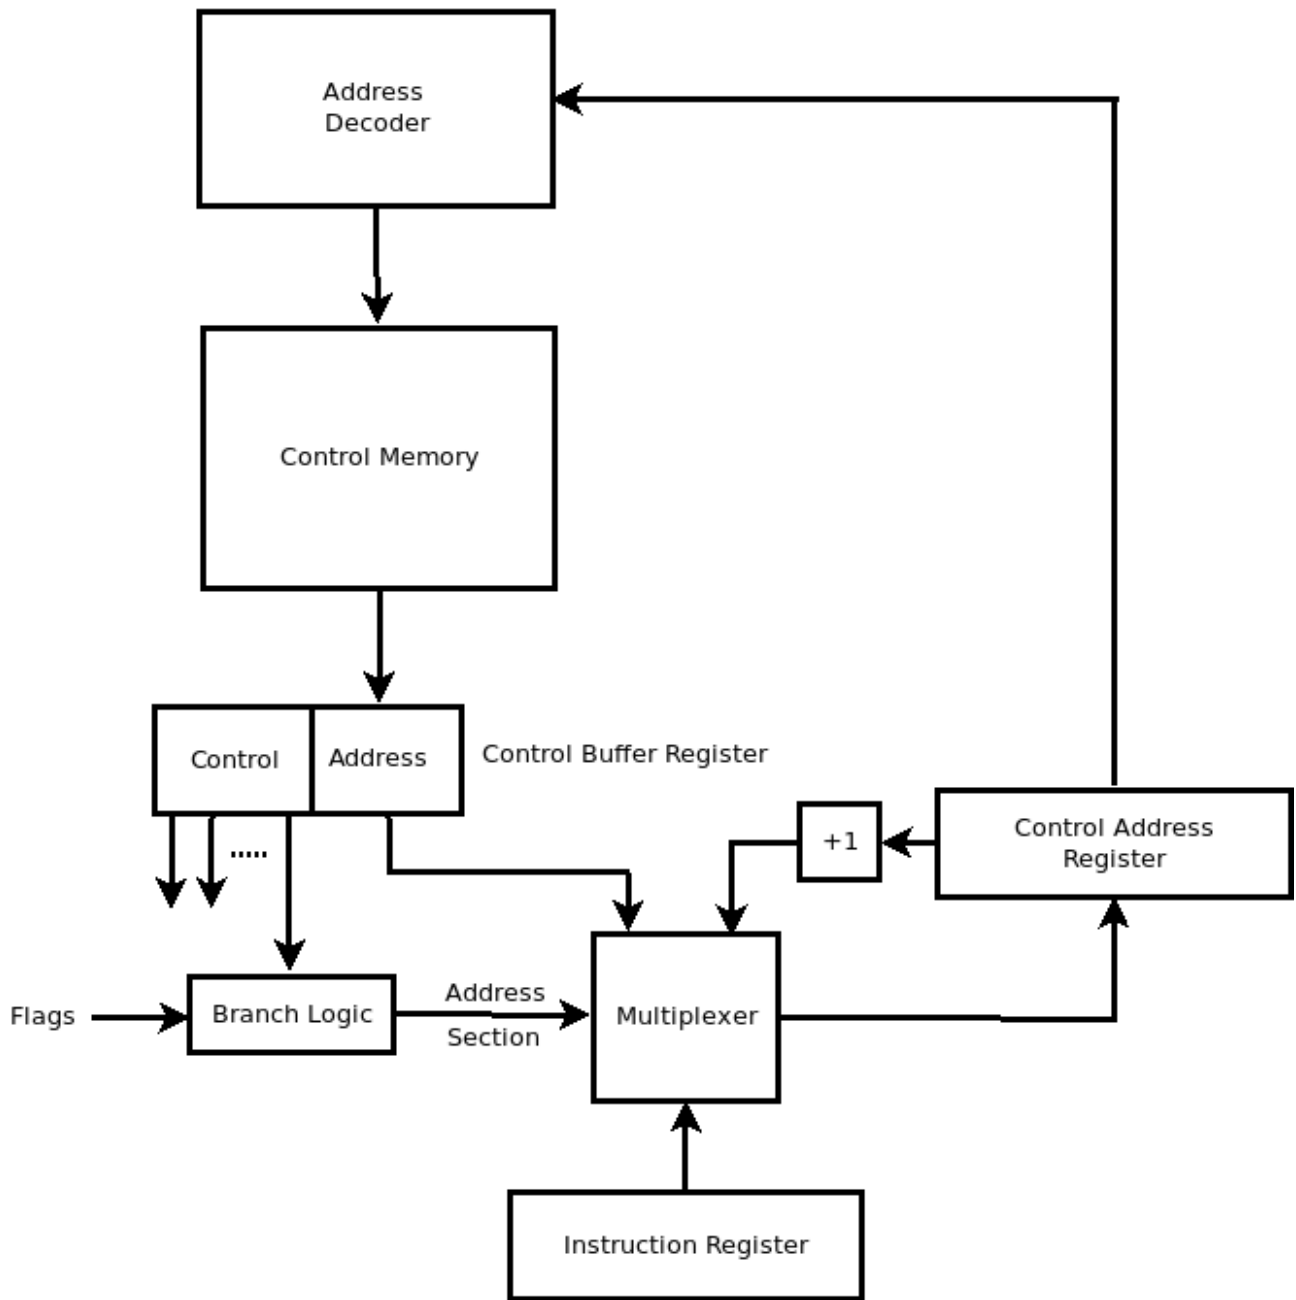 Address
Decoder
Control Memory
Control
Address
Control Buffer Register
+1
Control Address
Register
.....
Flags
Branch Logic
Address
Section
Multiplexer
Instruction Register